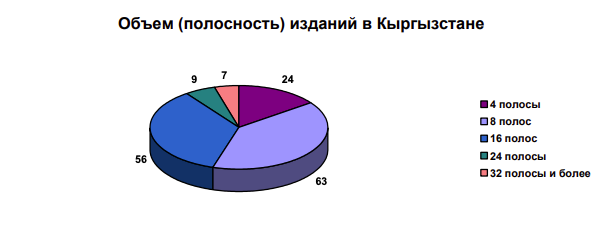 Объем (полосность) изданий в Кыргызстане
9
7
24
56
63
4 полосы
8 полос
16 полос
24 полосы
32 полосы и более